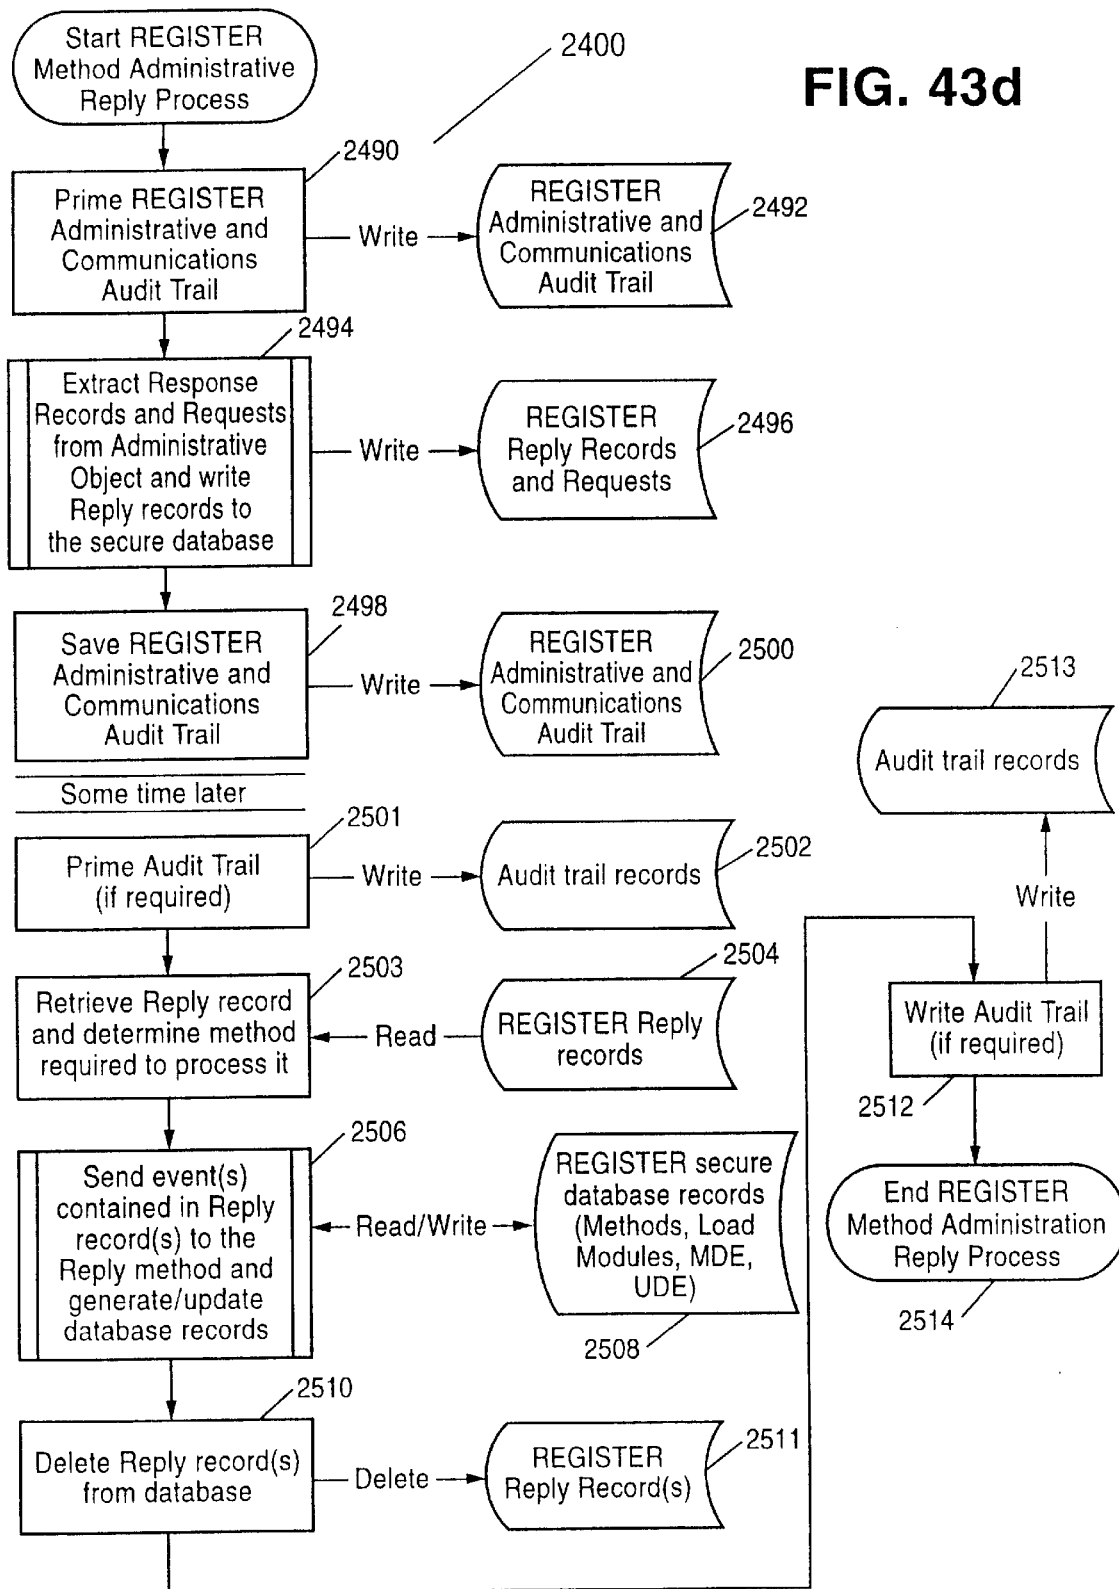 Start REGISTER
Method Administrative
Reply Process
2400
FIG. 43d
2490
Prime REGISTER
Administrative and
Communications
Audit Trail
Write
REGISTER
Administrative and
Communications
Audit Trail
2492
2494
Extract Response
Records and Requests
from Administrative
Object and write
Reply records to
the secure database
Write
REGISTER
Reply Records
and Requests
2496
2498
Save REGISTER
Administrative and
Communications
Audit Trail
Write
REGISTER
Administrative and
Communications
Audit Trail
2500
Some time later
2501
Prime Audit Trail
(if required)
Write
Audit trail records
2502
2503
Retrieve Reply record
and determine method
required to process it
Read
REGISTER Reply
records
2504
2506
Send event(s)
contained in Reply
record(s) to the
Reply method and
generate/update
database records
Read/Write
REGISTER secure
database records
(Methods, Load
Modules, MDE,
UDE)
2508
2510
Delete Reply record(s)
from database
Delete
REGISTER
Reply Record(s)
2511
2513
Audit trail records
Write
Write Audit Trail
(if required)
2512
End REGISTER
Method Administration
Reply Process
2514